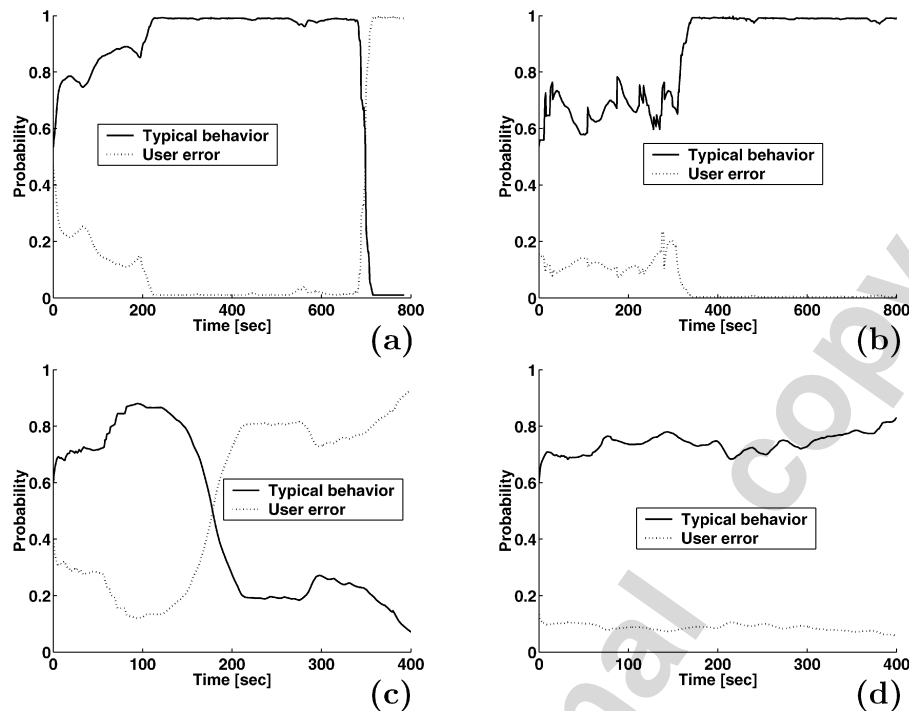 1
0.8
0.6
0.4
0.2
0
Probability
Typical behavior
User error
0 200 400 600 800
Time [sec]
(a)
1
0.8
0.6
0.4
0.2
0
Probability
Typical behavior
User error
0 200 400 600 800
Time [sec]
(b)
1
0.8
0.6
0.4
0.2
0
Probability
Typical behavior
User error
0 100 200 300 400
Time [sec]
(c)
1
0.8
0.6
0.4
0.2
0
Probability
Typical behavior
User error
0 100 200 300 400
Time [sec]
(d)
nal copy